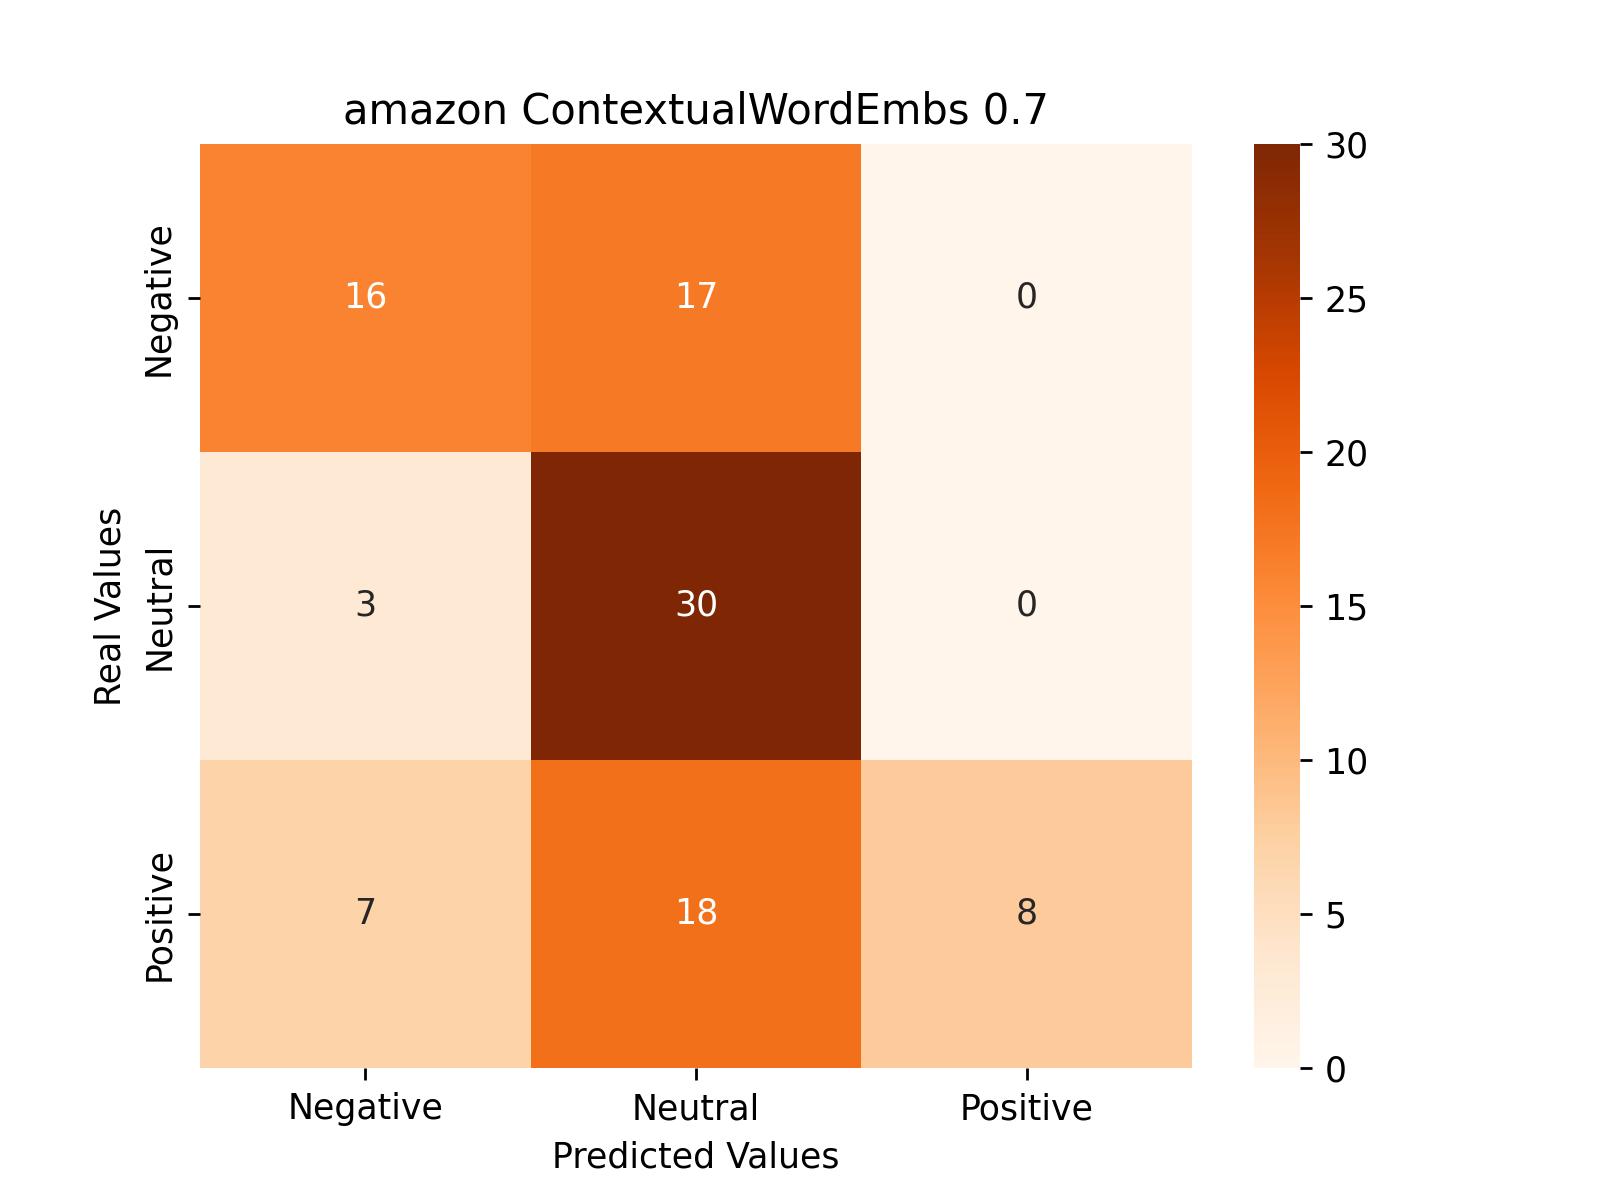 amazon ContextualWordEmbs 0.7
Real Values
Negative
16 17 0
Neutral
3 30 0
Positive
7 18 8
Negative Neutral Positive
Predicted Values
30
25
20
15
10
5
0